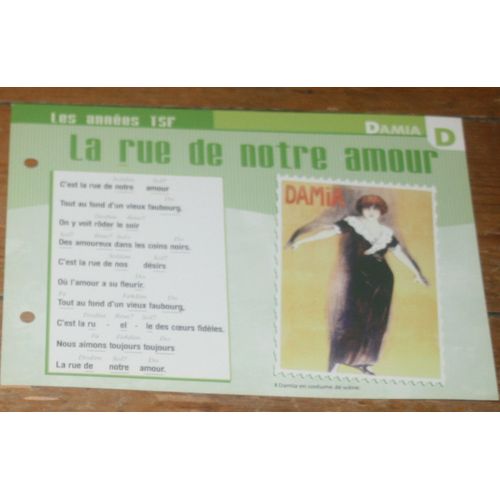 Les années TSF
DAMIA D
La rue de notre amour
C'est la rue de notre amour
Tout au fond d'un vieux faubourg,
On y voit rôder le soir
Des amoureux dans les coins noirs.
C'est la rue de nos désirs
Où l'amour a su fleurir.
Tout au fond d'un vieux faubourg,
C'est la ru - el - le des cœurs fidèles.
Nous aimons toujours toujours
La rue de notre amour.
DAMIA
Damia en costume de scène.